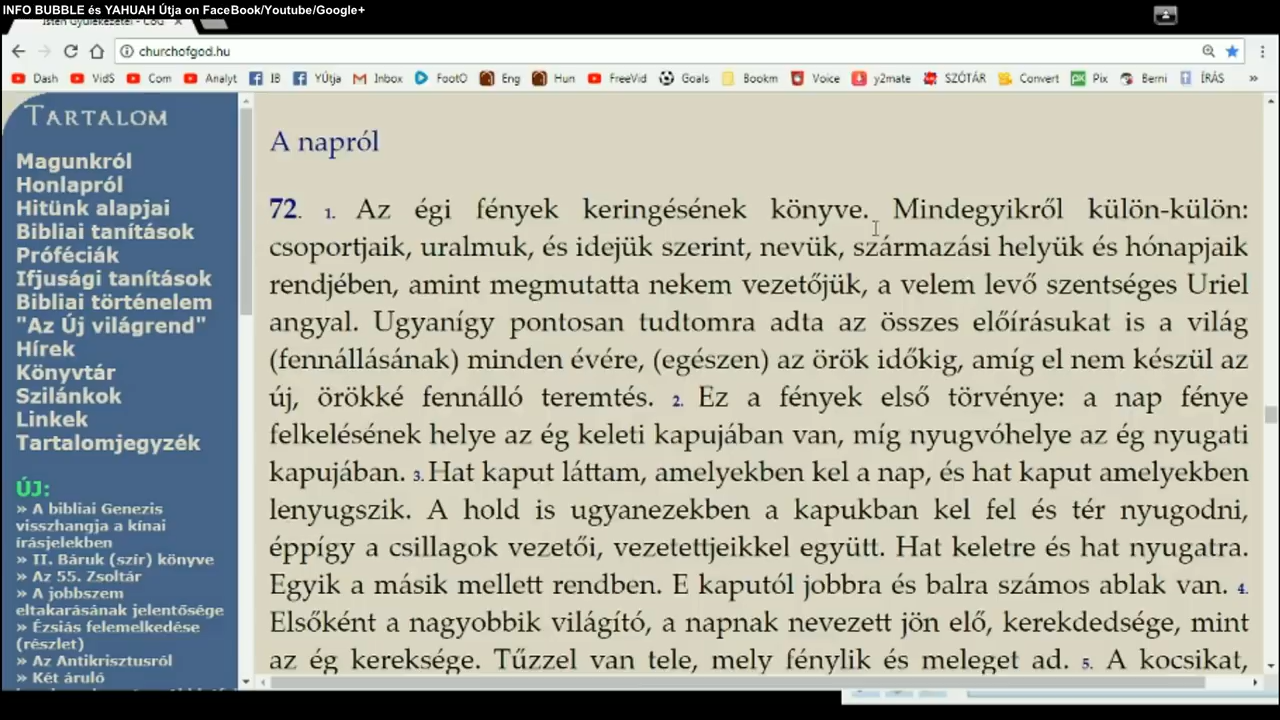 INFO BUBBLE és YAHUAH Útja on FaceBook/Youtube/Google+
Isten Gyülekezetei - CoG
churchofgod.hu
Dash VidS Com Analyt IB YÚtja Inbox FootO Eng Hun FreeVid Goals Bookm Voice y2mate SZÓTÁR Convert Pix Berni ÍRÁS »
TARTALOM
Magunkról
Honlapról
Hitünk alapjai
Bibliai tanítások
Próféciák
Ifjusági tanítások
Bibliai történelem
"Az Új világrend"
Hírek
Könyvtár
Szilánkok
Linkek
Tartalomjegyzék
ÚJ:
» A bibliai Genezis
visszhangja a kínai
írásjelekben
» II. Báruk (szír) könyve
» Az 55. Zsoltár
» A jobbszem
eltakarásának jelentősége
» Ézsiás felemelkedése
(részlet)
» Az Antikrisztusról
» Két áruló
A napról
72. 1. Az égi fények keringésének könyve. Mindegyikről külön-külön:
csoportjaik, uralmuk, és idejük szerint, nevük, származási helyük és hónapjaik
rendjében, amint megmutatta nekem vezetőjük, a velem levő szentséges Uriel
angyal. Ugyanígy pontosan tudtomra adta az összes előírásukat is a világ
(fennállásának) minden évére, (egészen) az örök időkig, amíg el nem készül az
új, örökké fennálló teremtés. 2. Ez a fények első törvénye: a nap fénye
felkelésének helye az ég keleti kapujában van, míg nyugvóhelye az ég nyugati
kapujában. 3. Hat kaput láttam, amelyekben kel a nap, és hat kaput amelyekben
lenyugszik. A hold is ugyanezekben a kapukban kel fel és tér nyugodni,
éppígy a csillagok vezetői, vezetettjeikkel együtt. Hat keletre és hat nyugatra.
Egyik a másik mellett rendben. E kaputól jobbra és balra számos ablak van. 4.
Elsőként a nagyobbik világító, a napnak nevezett jön elő, kerekdedsége, mint
az ég kereksége. Tűzzel van tele, mely fénylik és meleget ad. 5. A kocsikat,